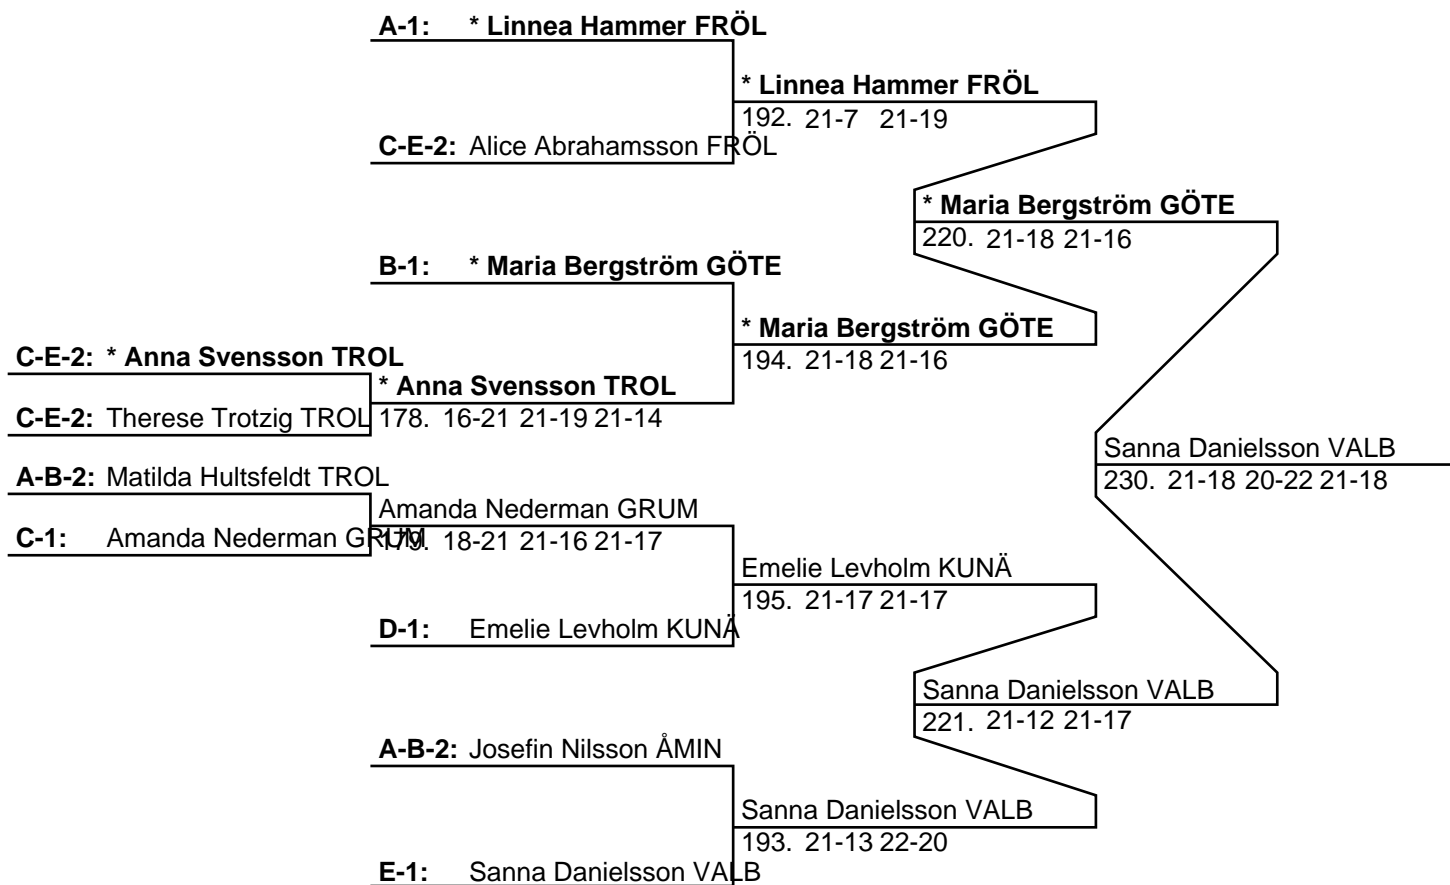 A-1: * Linnea Hammer FRÖL
* Linnea Hammer FRÖL
192. 21-7 21-19
C-E-2: Alice Abrahamsson FRÖL
* Maria Bergström GÖTE
220. 21-18 21-16
B-1: * Maria Bergström GÖTE
* Maria Bergström GÖTE
194. 21-18 21-16
C-E-2: * Anna Svensson TROL
* Anna Svensson TROL
C-E-2: Therese Trotzig TROL 178. 16-21 21-19 21-14
Sanna Danielsson VALB
230. 21-18 20-22 21-18
A-B-2: Matilda Hultsfeldt TROL
Amanda Nederman GRUM
C-1: Amanda Nederman GRUM 179. 18-21 21-16 21-17
Emelie Levholm KUNÄ
195. 21-17 21-17
D-1: Emelie Levholm KUNÄ
Sanna Danielsson VALB
221. 21-12 21-17
A-B-2: Josefin Nilsson ÅMIN
Sanna Danielsson VALB
193. 21-13 22-20
E-1: Sanna Danielsson VALB